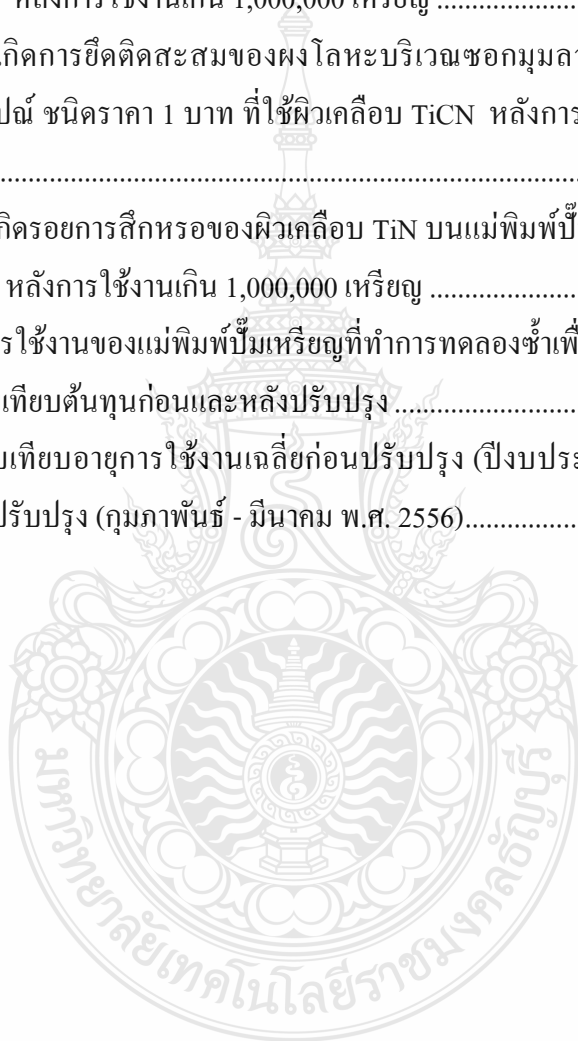 หลังการใช้งานเกิน 1,000,000 เหรียญ ....................
กิดการยึดติดสะสมของผงโลหะบริเวณซอกมุมลา
ปณ์ ชนิดราคา 1 บาท ที่ใช้ผิวเคลือบ TiCN หลังการ
................................................................................
กิดรอยการสึกหรอของผิวเคลือบ TiN บนแม่พิมพ์ปั๊
หลังการใช้งานเกิน 1,000,000 เหรียญ ....................
รใช้งานของแม่พิมพ์ปั๊มเหรียญที่ทำการทดลองซ้ำเพื่
เทียบต้นทุนก่อนและหลังปรับปรุง .........................
บเทียบอายุการใช้งานเฉลี่ยก่อนปรับปรุง (ปีงบประ
ปรับปรุง (กุมภาพันธ์ - มีนาคม พ.ศ. 2556)..................
มหาวิทยาลัยเทคโนโลยีราชมงคลธัญบุรี